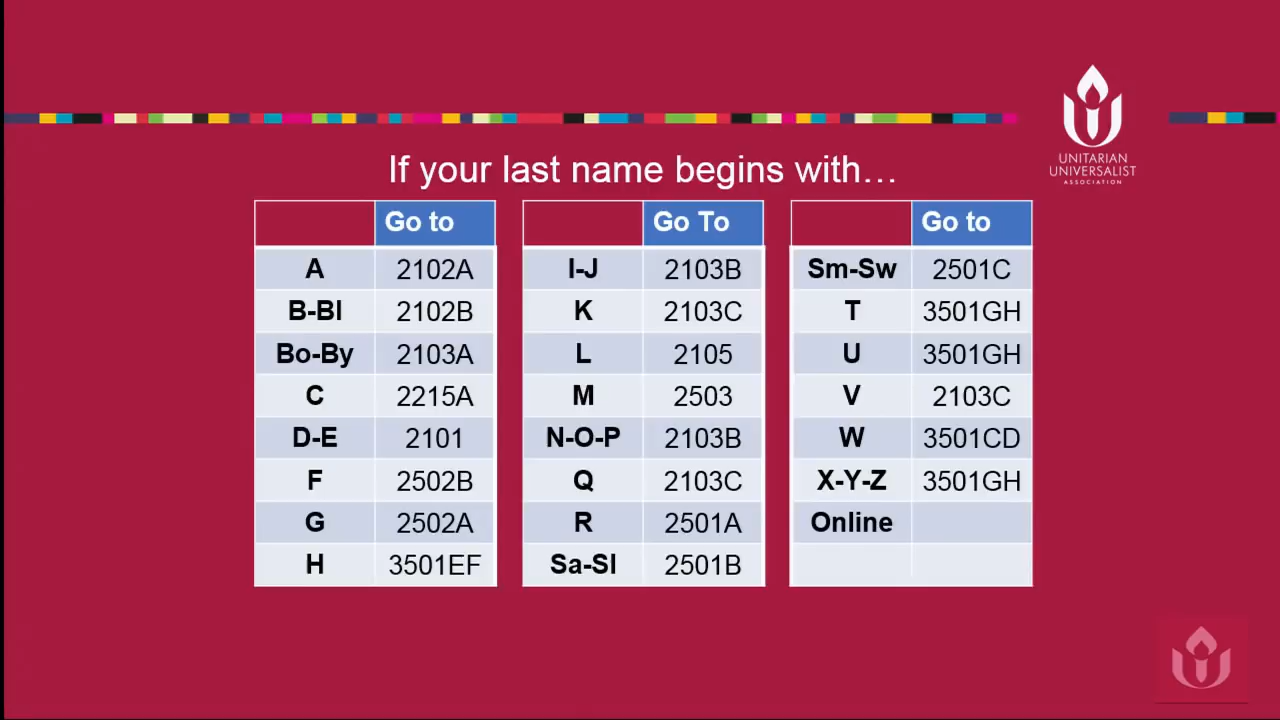 UNITARIAN
UNIVERSALIST
ASSOCIATION
If your last name begins with…
Go to
A 2102A
B-Bl 2102B
Bo-By 2103A
C 2215A
D-E 2101
F 2502B
G 2502A
H 3501EF
Go To
I-J 2103B
K 2103C
L 2105
M 2503
N-O-P 2103B
Q 2103C
R 2501A
Sa-Sl 2501B
Go to
Sm-Sw 2501C
T 3501GH
U 3501GH
V 2103C
W 3501CD
X-Y-Z 3501GH
Online